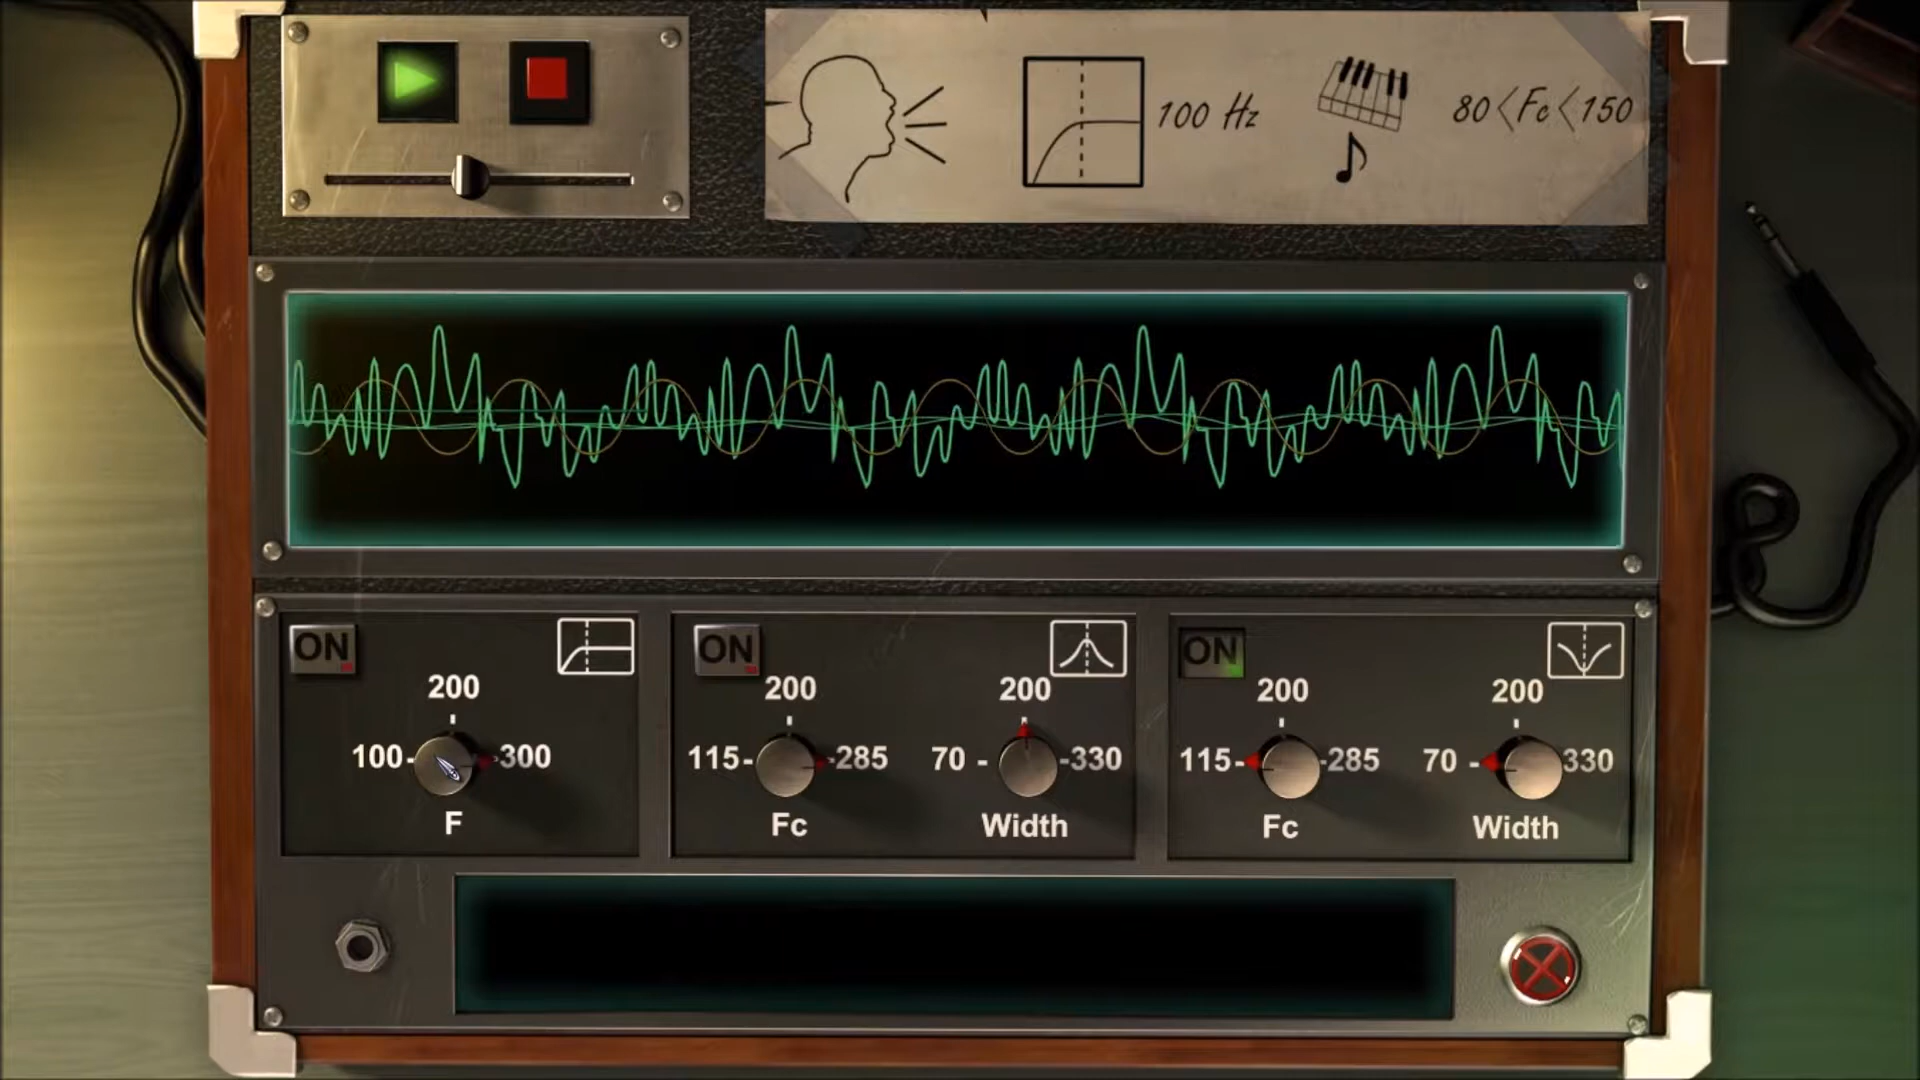 100 Hz
80<Fc<150
ON
200
100-
-300
F
ON
200
115-
-285
Fc
200
70 -
-330
Width
ON
200
115-
-285
Fc
200
70 -
330
Width